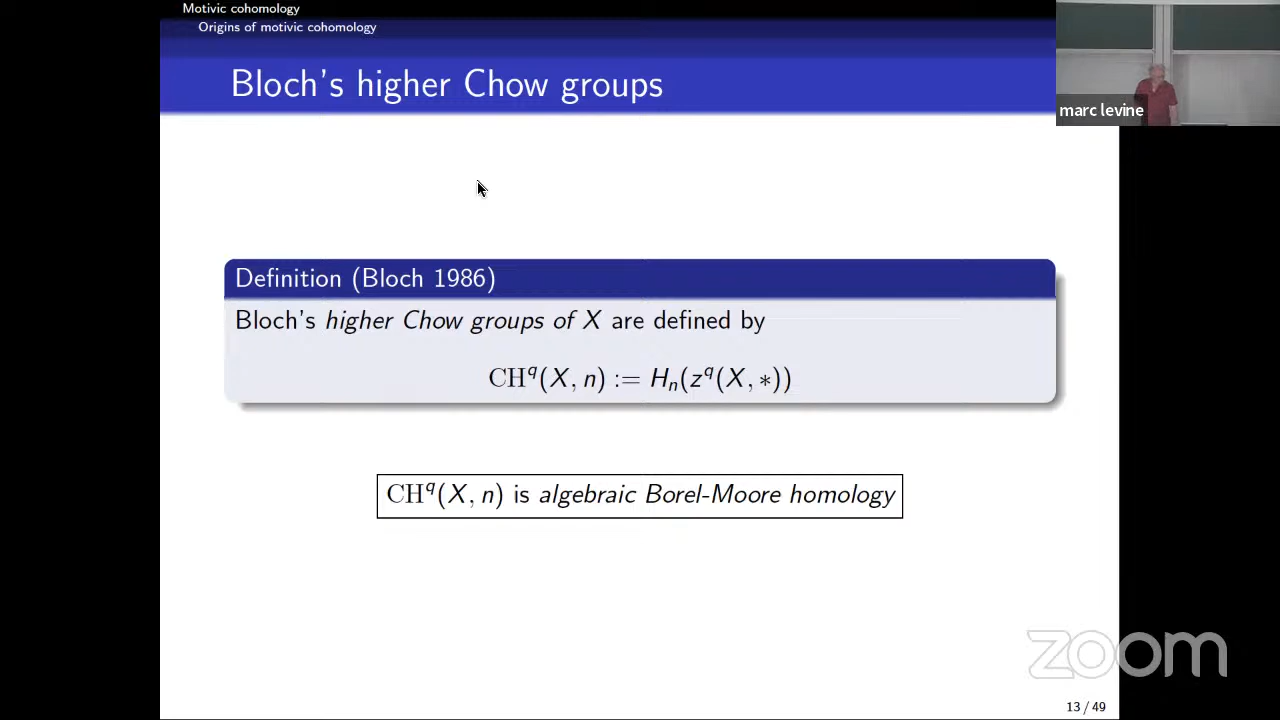 Motivic cohomology
Origins of motivic cohomology
Bloch's higher Chow groups
marc levine
Definition (Bloch 1986)
Bloch's higher Chow groups of X are defined by
CH^q(X, n) := H_n(z^q(X, *))
CH^q(X, n) is algebraic Borel-Moore homology
zoom
13 / 49